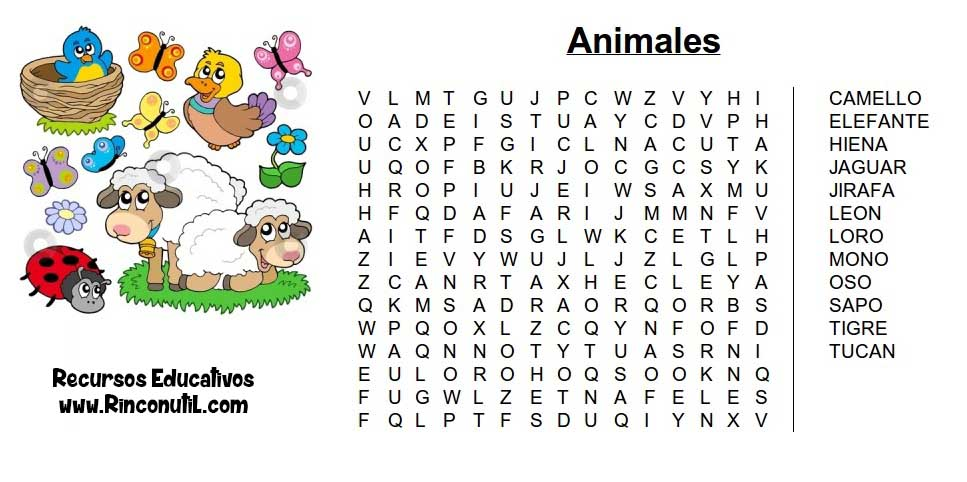 Animales
V L M T G U J P C W Z V Y H I
O A D E I S T U A Y C D V P H
U C X P F G I C L N A C U T A
U Q O F B K R J O C G C S Y K
H R O P I U J E I W S A X M U
H F Q D A F A R I J M M N F V
A I T F D S G L W K C E T L H
Z I E V Y W U J L J Z L G L P
Z C A N R T A X H E C L E Y A
Q K M S A D R A O R Q O R B S
W P Q O X L Z C Q Y N F O F D
W A Q N N O T Y T U A S R N I
E U L O R O H O Q S O O K N Q
F U G W L Z E T N A F E L E S
F Q L P T F S D U Q I Y N X V
CAMELLO
ELEFANTE
HIENA
JAGUAR
JIRAFA
LEON
LORO
MONO
OSO
SAPO
TIGRE
TUCAN
Recursos Educativos
www.RinconutiL.com